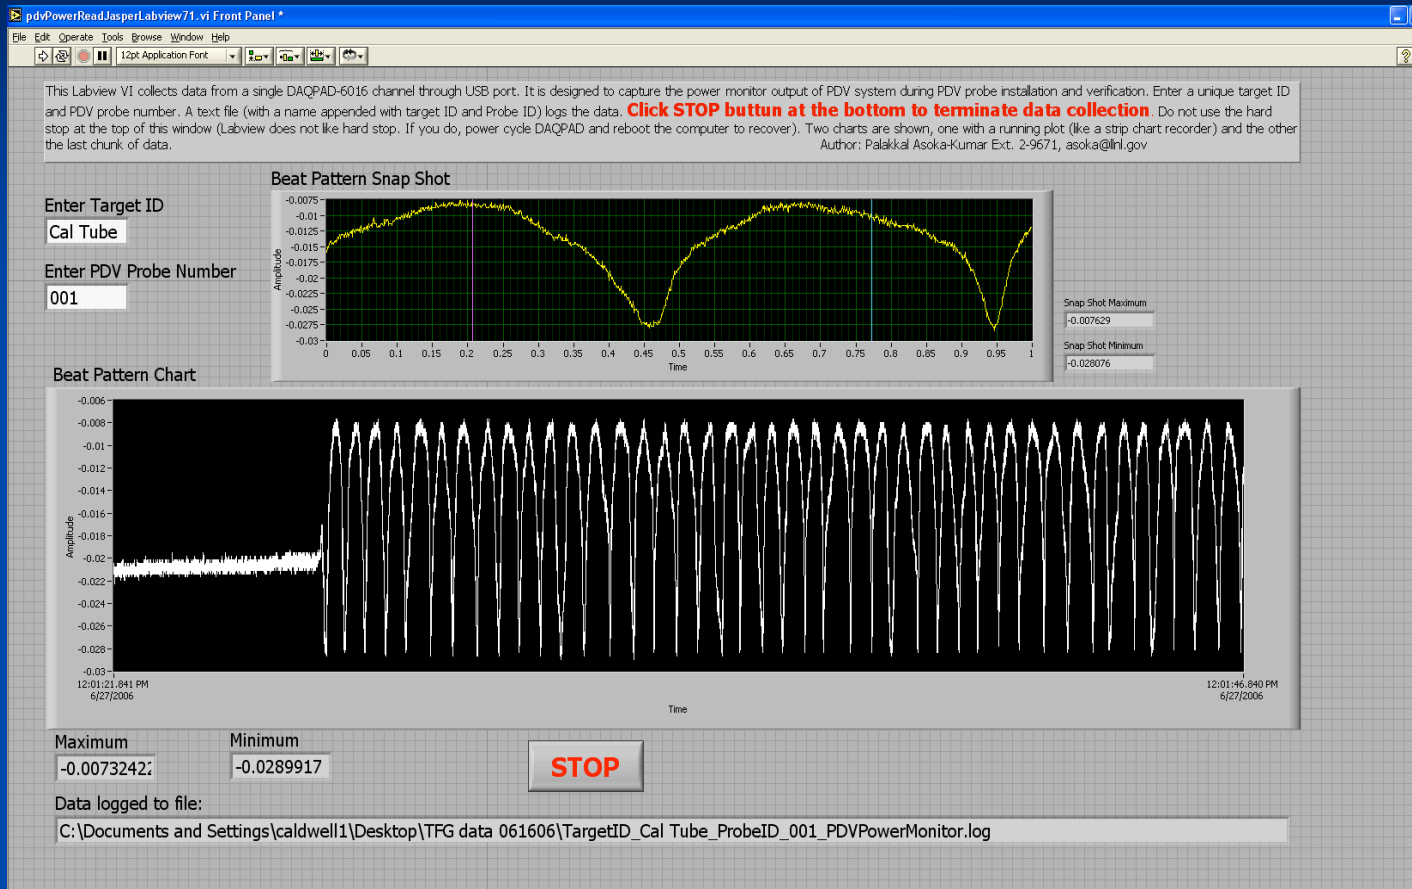 pdvPowerReadJasperLabview71.vi Front Panel *
File Edit Operate Tools Browse Window Help
12pt Application Font
?
This Labview VI collects data from a single DAQPAD-6016 channel through USB port. It is designed to capture the power monitor output of PDV system during PDV probe installation and verification. Enter a unique target ID
and PDV probe number. A text file (with a name appended with target ID and Probe ID) logs the data. Click STOP buttun at the bottom to terminate data collection. Do not use the hard
stop at the top of this window (Labview does not like hard stop. If you do, power cycle DAQPAD and reboot the computer to recover). Two charts are shown, one with a running plot (like a strip chart recorder) and the other
the last chunk of data. Author: Palakkal Asoka-Kumar Ext. 2-9671, asoka@llnl.gov
Beat Pattern Snap Shot
Enter Target ID
Cal Tube
Enter PDV Probe Number
001
Amplitude
-0.0075
-0.01
-0.0125
-0.015
-0.0175
-0.02
-0.0225
-0.025
-0.0275
-0.03
0 0.05 0.1 0.15 0.2 0.25 0.3 0.35 0.4 0.45 0.5 0.55 0.6 0.65 0.7 0.75 0.8 0.85 0.9 0.95 1
Time
Snap Shot Maximum
-0.007629
Snap Shot Minimum
-0.028076
Beat Pattern Chart
Amplitude
-0.006
-0.008
-0.01
-0.012
-0.014
-0.016
-0.018
-0.02
-0.022
-0.024
-0.026
-0.028
-0.03
12:01:21.841 PM 12:01:46.840 PM
6/27/2006 6/27/2006
Time
Maximum Minimum
-0.00732422 -0.0289917
STOP
Data logged to file:
C:\Documents and Settings\caldwell1\Desktop\TFG data 061606\TargetID_Cal Tube_ProbeID_001_PDVPowerMonitor.log